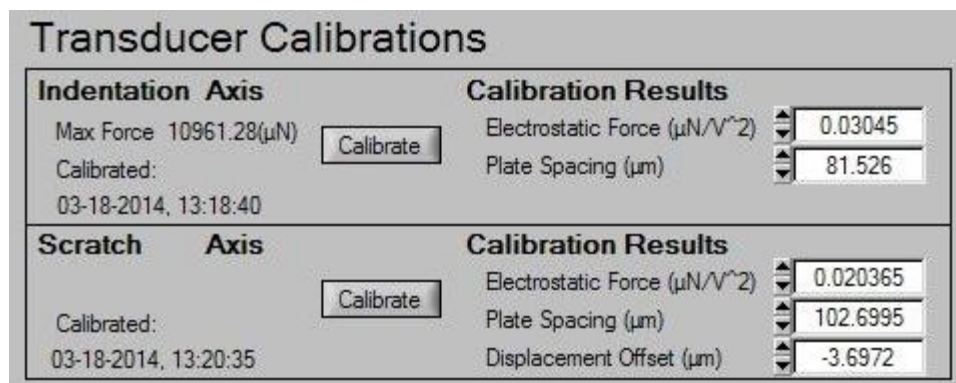 Transducer Calibrations
Indentation Axis
Calibration Results
Max Force 10961.28(µN)
Calibrate
Electrostatic Force (µN/V^2) 0.03045
Calibrated:
Plate Spacing (µm) 81.526
03-18-2014, 13:18:40
Scratch Axis
Calibration Results
Calibrate
Electrostatic Force (µN/V^2) 0.020365
Calibrated:
Plate Spacing (µm) 102.6995
03-18-2014, 13:20:35
Displacement Offset (µm) -3.6972